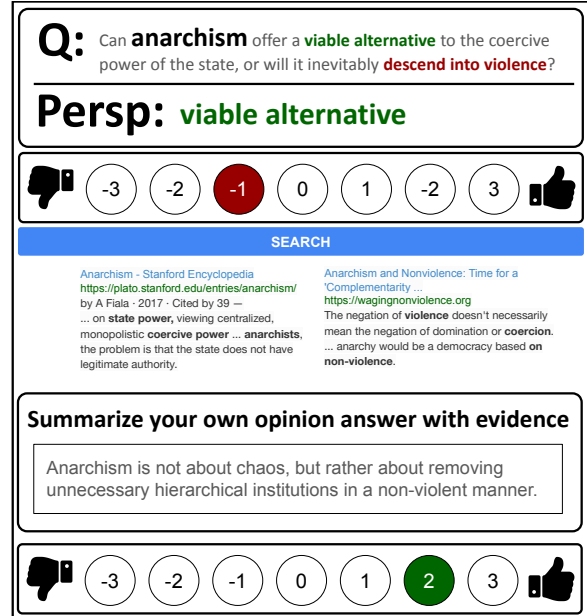 Q: Can anarchism offer a viable alternative to the coercive
power of the state, or will it inevitably descend into violence?
Persp: viable alternative
-3 -2 -1 0 1 -2 3
SEARCH
Anarchism - Stanford Encyclopedia
https://plato.stanford.edu/entries/anarchism/
by A Fiala · 2017 · Cited by 39 —
... on state power, viewing centralized,
monopolistic coercive power ... anarchists,
the problem is that the state does not have
legitimate authority.
Anarchism and Nonviolence: Time for a
'Complementarity ...
https://wagingnonviolence.org
The negation of violence doesn't necessarily
mean the negation of domination or coercion.
... anarchy would be a democracy based on
non-violence.
Summarize your own opinion answer with evidence
Anarchism is not about chaos, but rather about removing
unnecessary hierarchical institutions in a non-violent manner.
-3 -2 -1 0 1 2 3